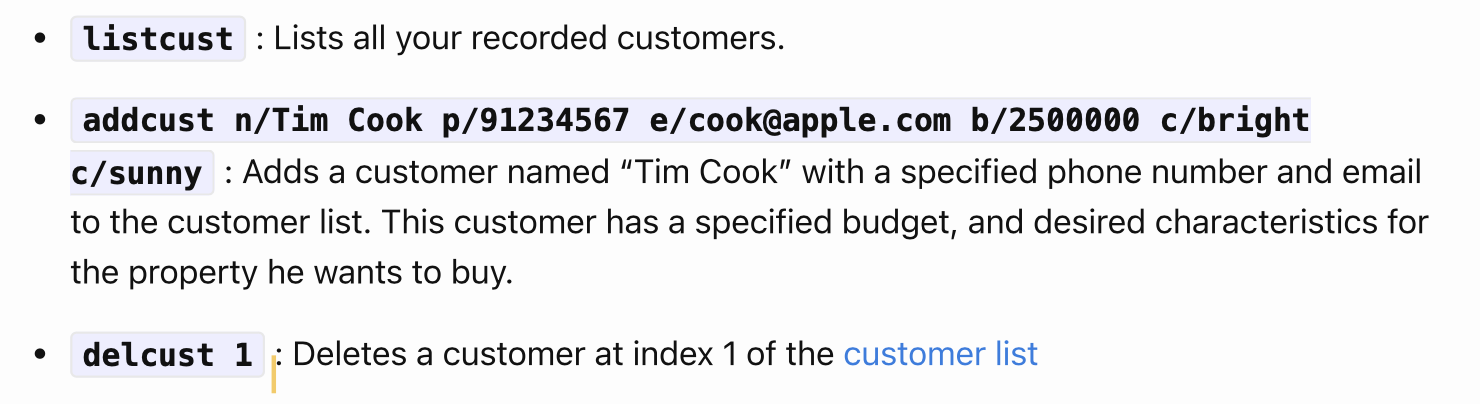 • listcust : Lists all your recorded customers.
• addcust n/Tim Cook p/91234567 e/cook@apple.com b/2500000 c/bright
c/sunny : Adds a customer named “Tim Cook” with a specified phone number and email
to the customer list. This customer has a specified budget, and desired characteristics for
the property he wants to buy.
• delcust 1 : Deletes a customer at index 1 of the customer list